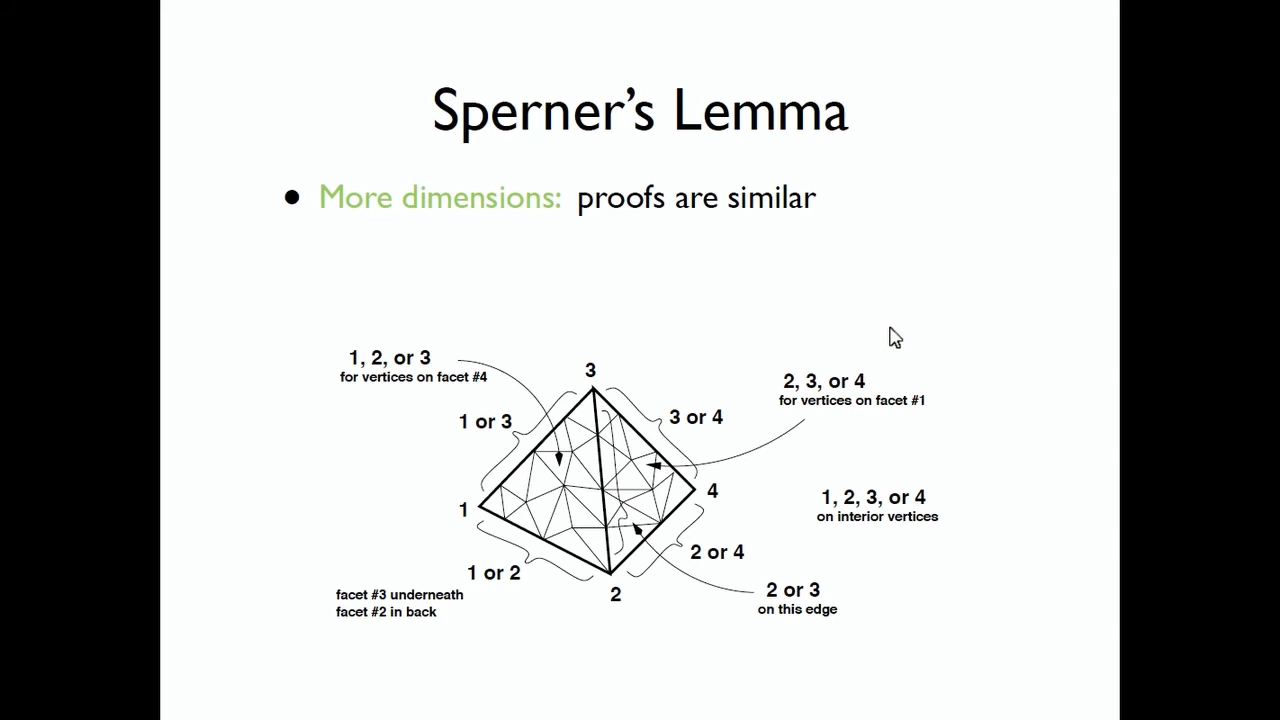 Sperner's Lemma
• More dimensions: proofs are similar
1, 2, or 3
for vertices on facet #4
3
2, 3, or 4
for vertices on facet #1
1 or 3
3 or 4
1
4
1, 2, 3, or 4
on interior vertices
2 or 4
1 or 2
2 or 3
on this edge
2
facet #3 underneath
facet #2 in back